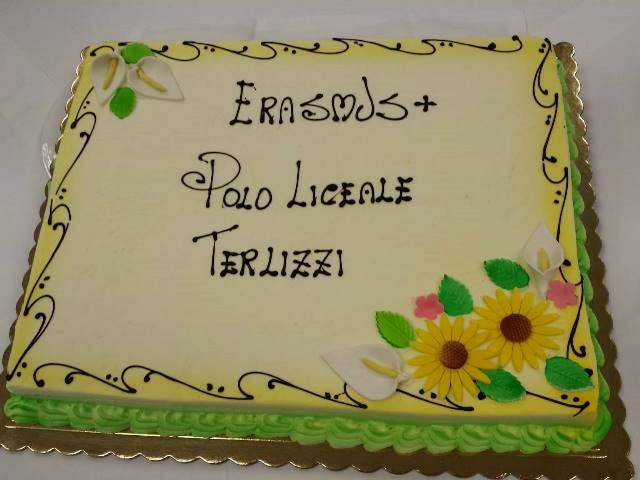 Erasmus+
Polo Liceale
Terlizzi